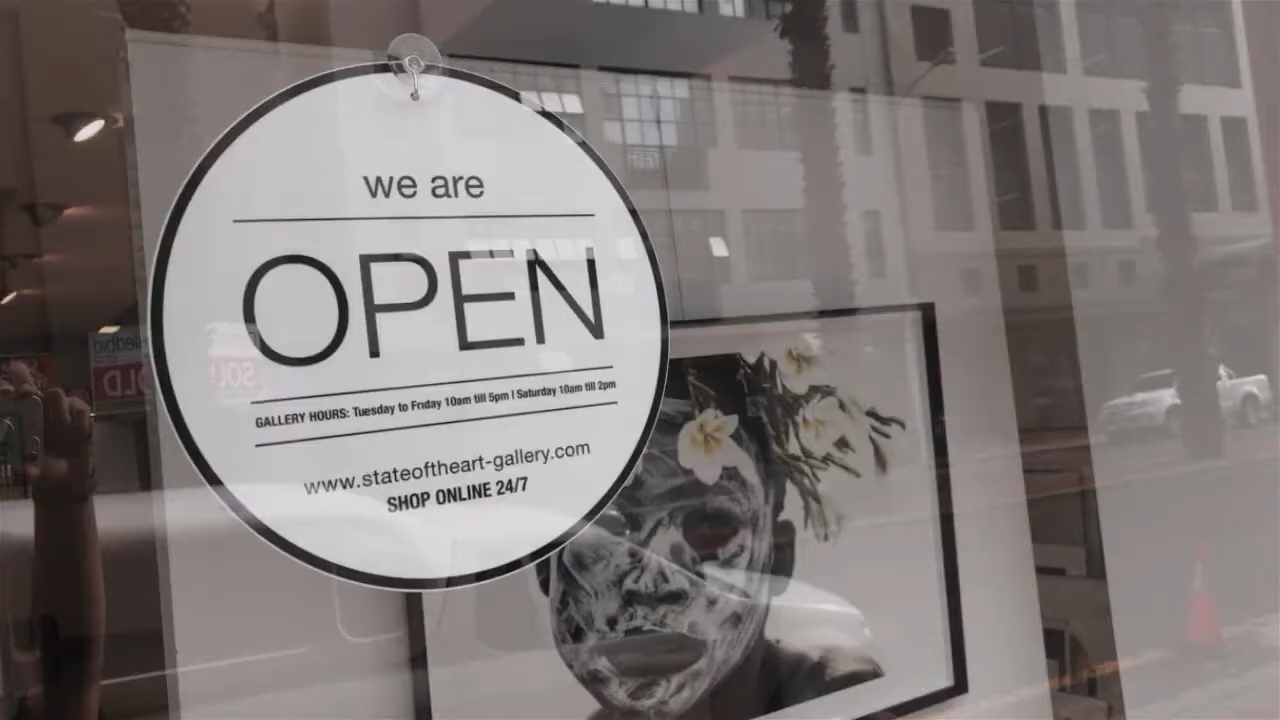 we are
OPEN
GALLERY HOURS: Tuesday to Friday 10am till 5pm | Saturday 10am till 2pm
www.stateoftheart-gallery.com
SHOP ONLINE 24/7
SOL